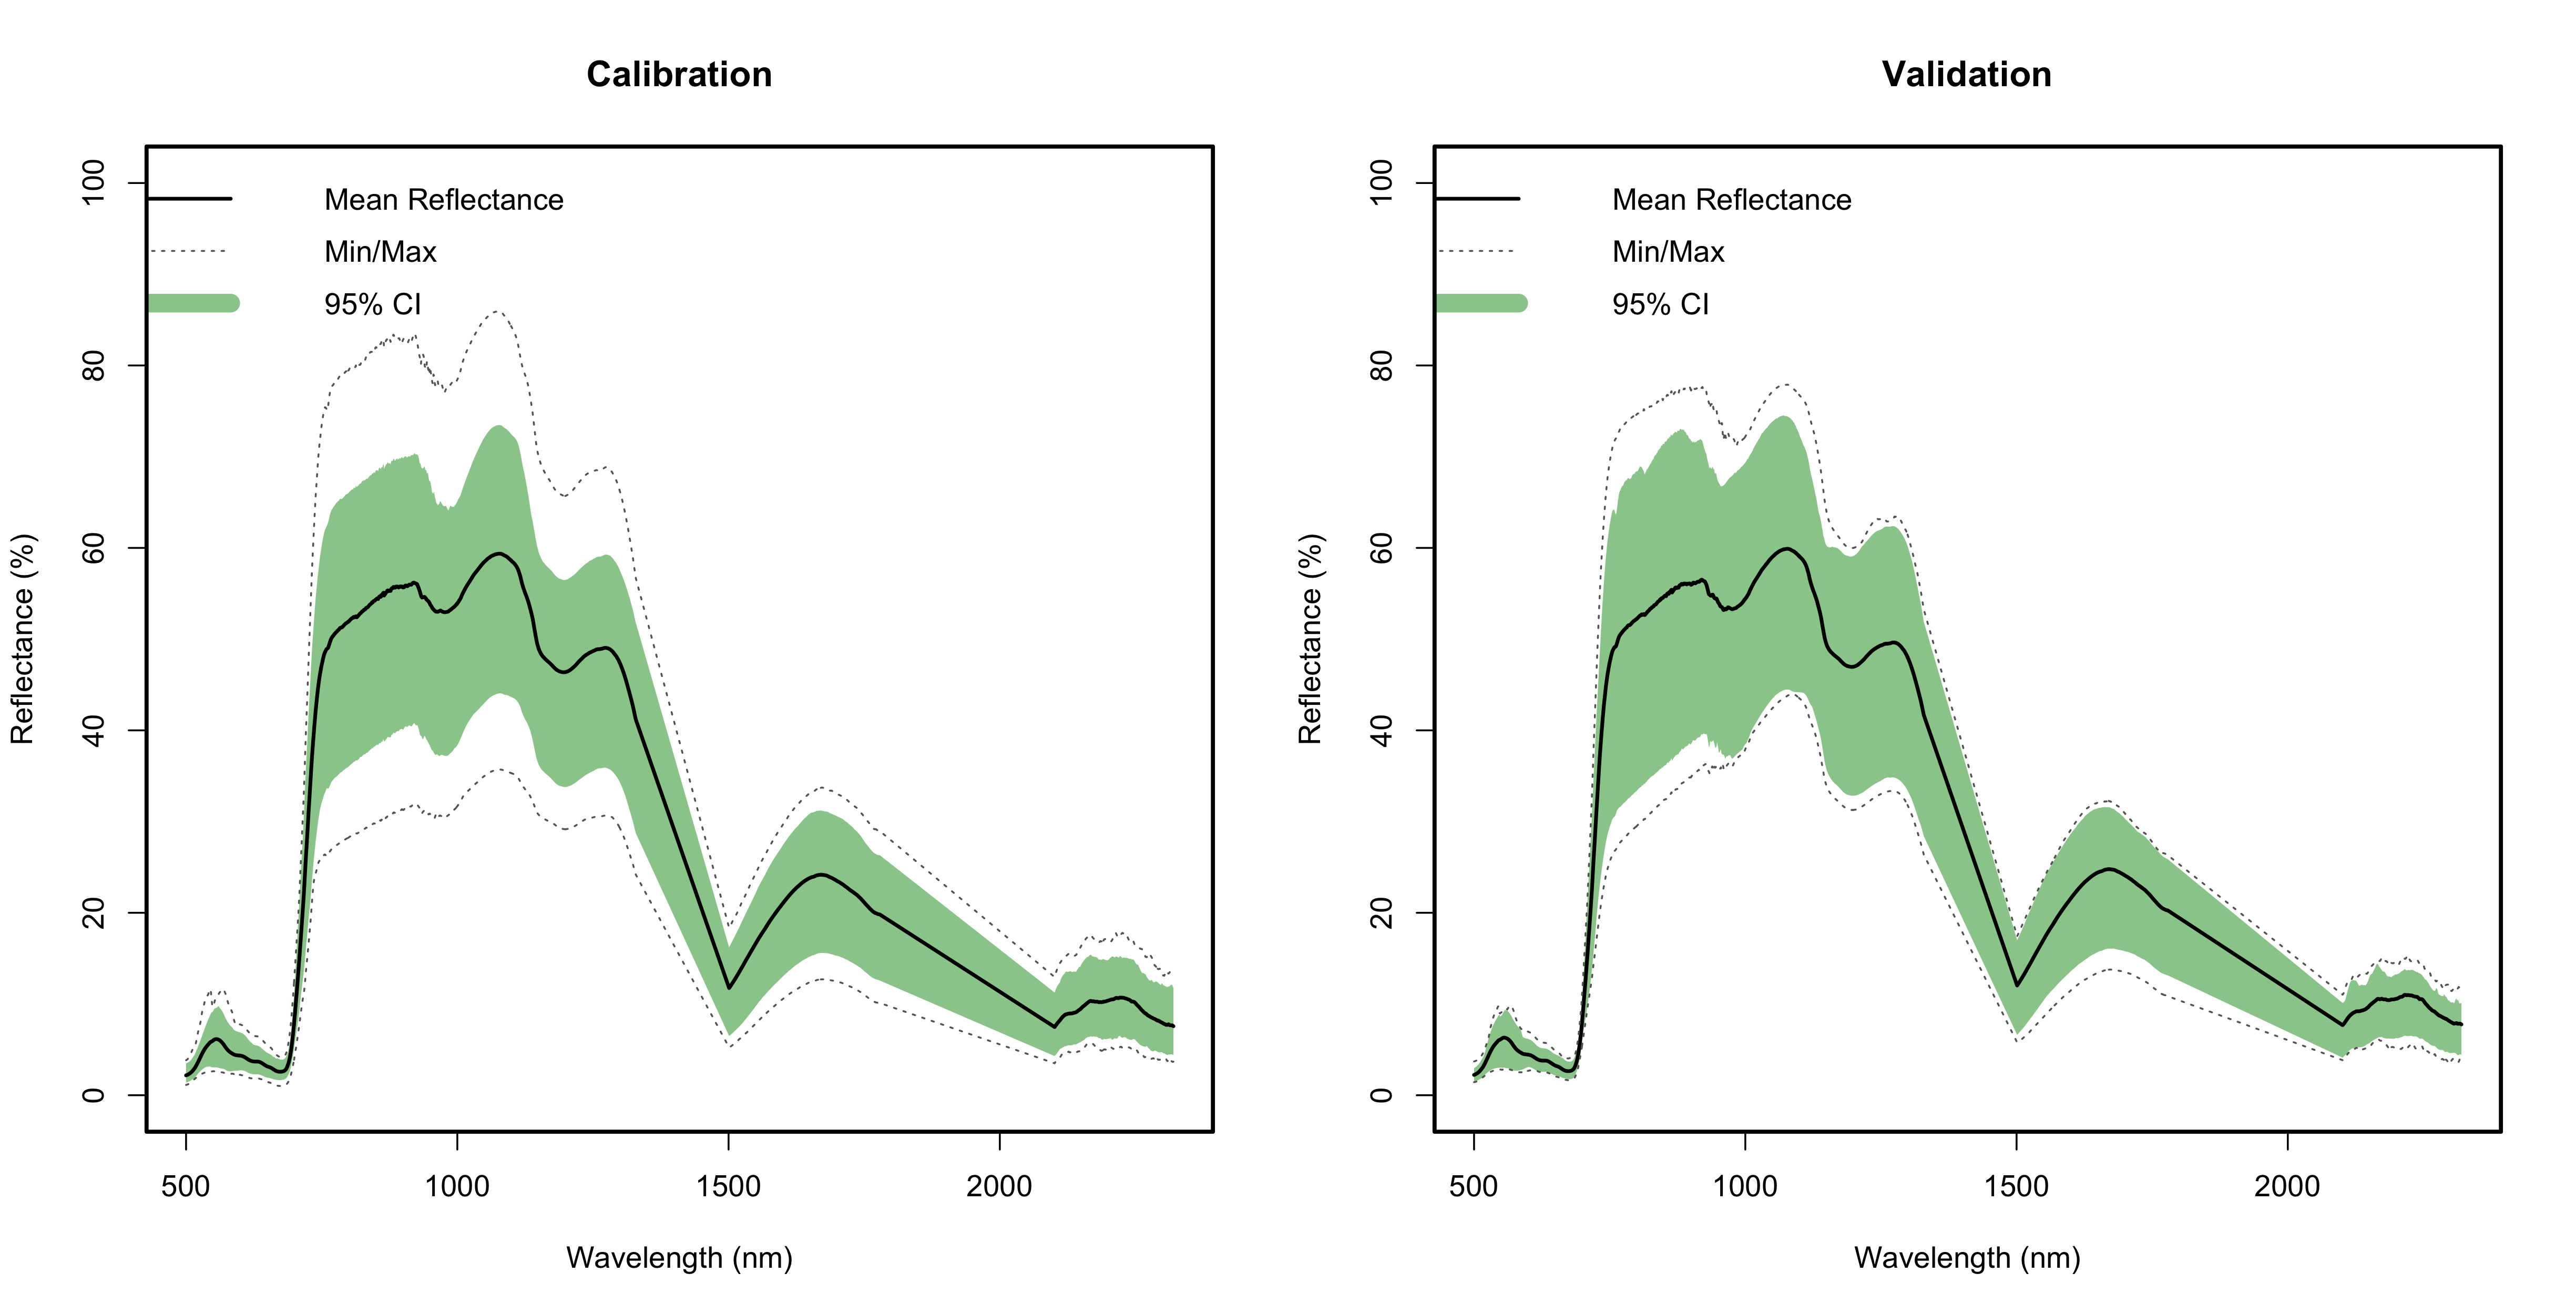 Calibration
Mean Reflectance
Min/Max
95% CI
Reflectance (%)
100
80
60
40
20
0
500 1000 1500 2000
Wavelength (nm)
Validation
Mean Reflectance
Min/Max
95% CI
Reflectance (%)
100
80
60
40
20
0
500 1000 1500 2000
Wavelength (nm)